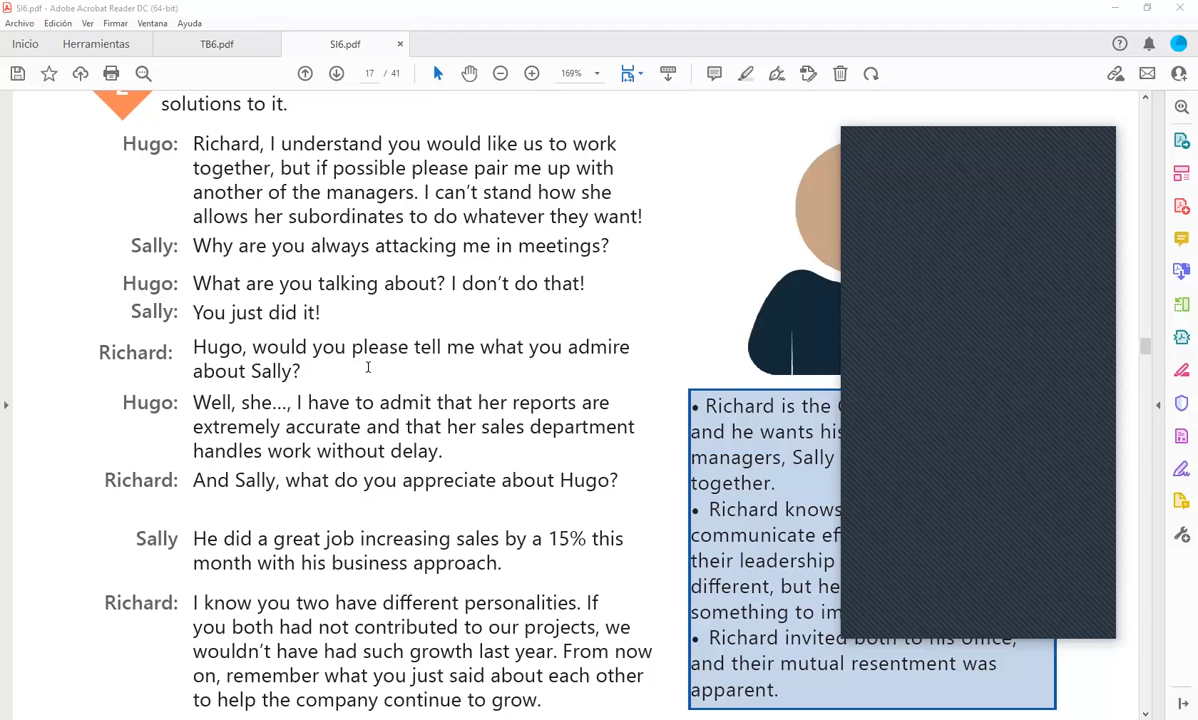 SI6.pdf - Adobe Acrobat Reader DC (64-bit)
Archivo Edición Ver Firmar Ventana Ayuda
Inicio Herramientas TB6.pdf SI6.pdf
17 / 41 169%
solutions to it.
Hugo: Richard, I understand you would like us to work
together, but if possible please pair me up with
another of the managers. I can't stand how she
allows her subordinates to do whatever they want!
Sally: Why are you always attacking me in meetings?
Hugo: What are you talking about? I don't do that!
Sally: You just did it!
Richard: Hugo, would you please tell me what you admire
about Sally?
Hugo: Well, she..., I have to admit that her reports are
extremely accurate and that her sales department
handles work without delay.
Richard: And Sally, what do you appreciate about Hugo?
Sally He did a great job increasing sales by a 15% this
month with his business approach.
Richard: I know you two have different personalities. If
you both had not contributed to our projects, we
wouldn't have had such growth last year. From now
on, remember what you just said about each other
to help the company continue to grow.
• Richard is the
and he wants his
managers, Sally
together.
• Richard knows
communicate
their leadership
different, but he
something to
• Richard invited both to his office,
and their mutual resentment was
apparent.